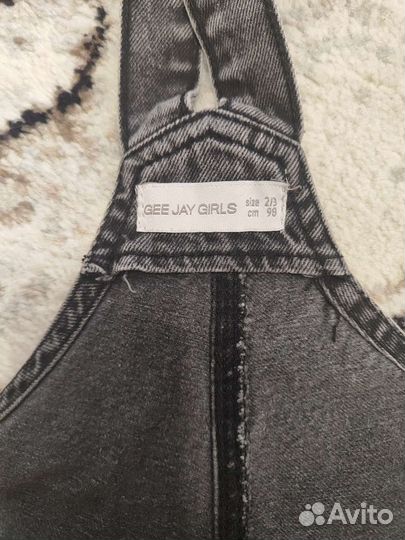 GEE JAY GIRLS
size 2/3
cm 98
Avito